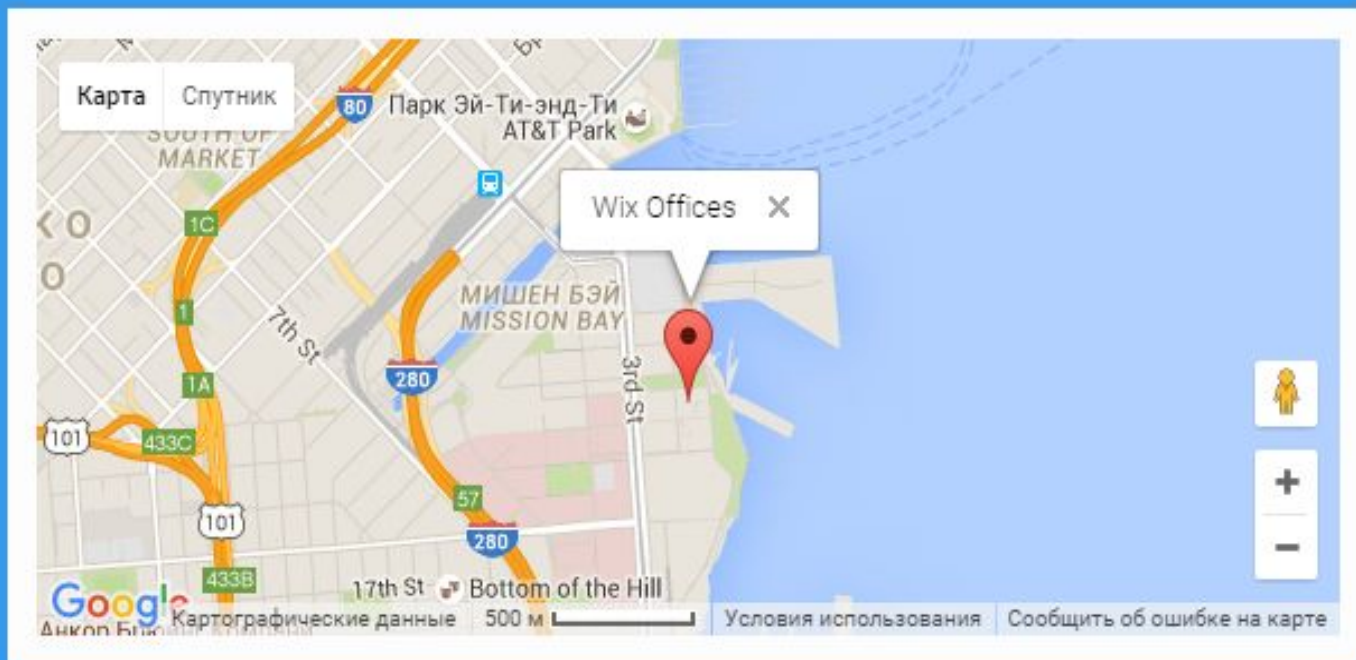 Карта Спутник
80
Парк Эй-Ти-энд-Ти
AT&T Park
SOUTH OF
MARKET
Wix Offices
1C
К О
О
МИШЕН БЭЙ
MISSION BAY
1
7th St
3rd St
280
1A
101
433C
57
101
280
433B
17th St Bottom of the Hill
Google
Картографические данные 500 м Условия использования Сообщить об ошибке на карте
Анкор